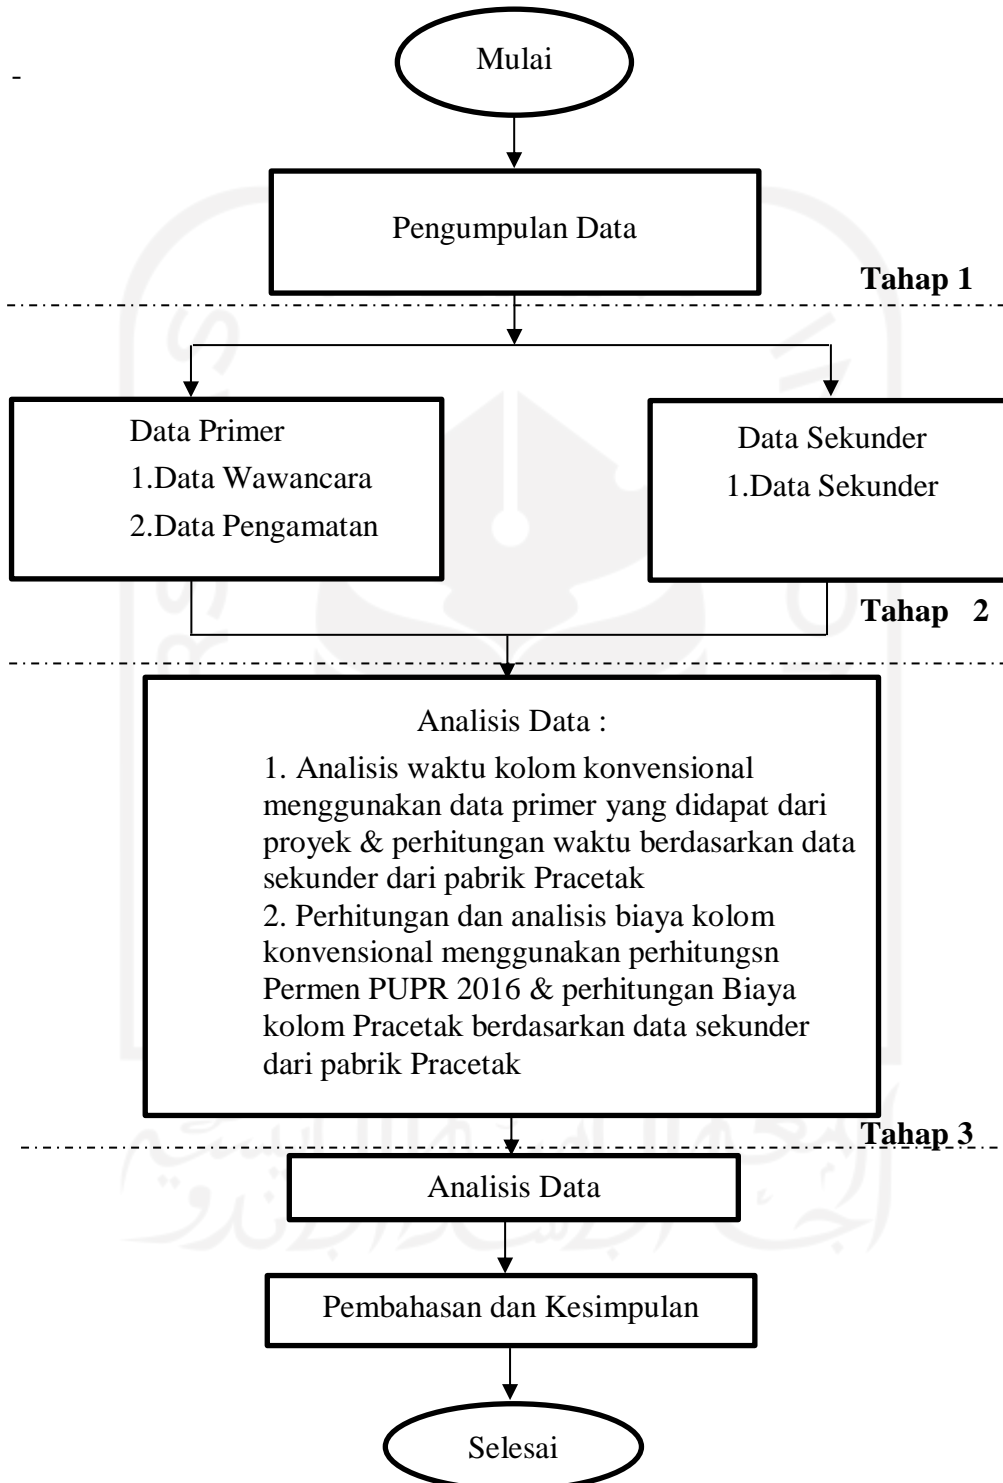 Mulai
-
Pengumpulan Data
Tahap 1
Data Primer
1.Data Wawancara
2.Data Pengamatan
Data Sekunder
1.Data Sekunder
Tahap 2
Analisis Data :
1. Analisis waktu kolom konvensional
menggunakan data primer yang didapat dari
proyek & perhitungan waktu berdasarkan data
sekunder dari pabrik Pracetak
2. Perhitungan dan analisis biaya kolom
konvensional menggunakan perhitungsn
Permen PUPR 2016 & perhitungan Biaya
kolom Pracetak berdasarkan data sekunder
dari pabrik Pracetak
Tahap 3
Analisis Data
Pembahasan dan Kesimpulan
Selesai